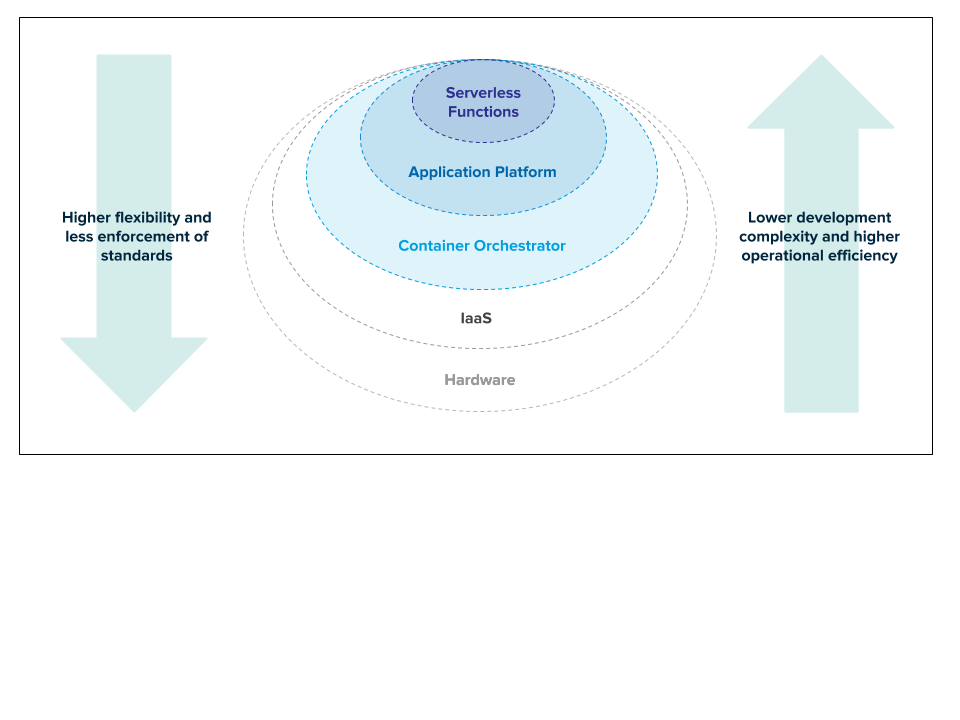 Serverless
Functions
Application Platform
Higher flexibility and
less enforcement of
standards
Container Orchestrator
Lower development
complexity and higher
operational efficiency
IaaS
Hardware